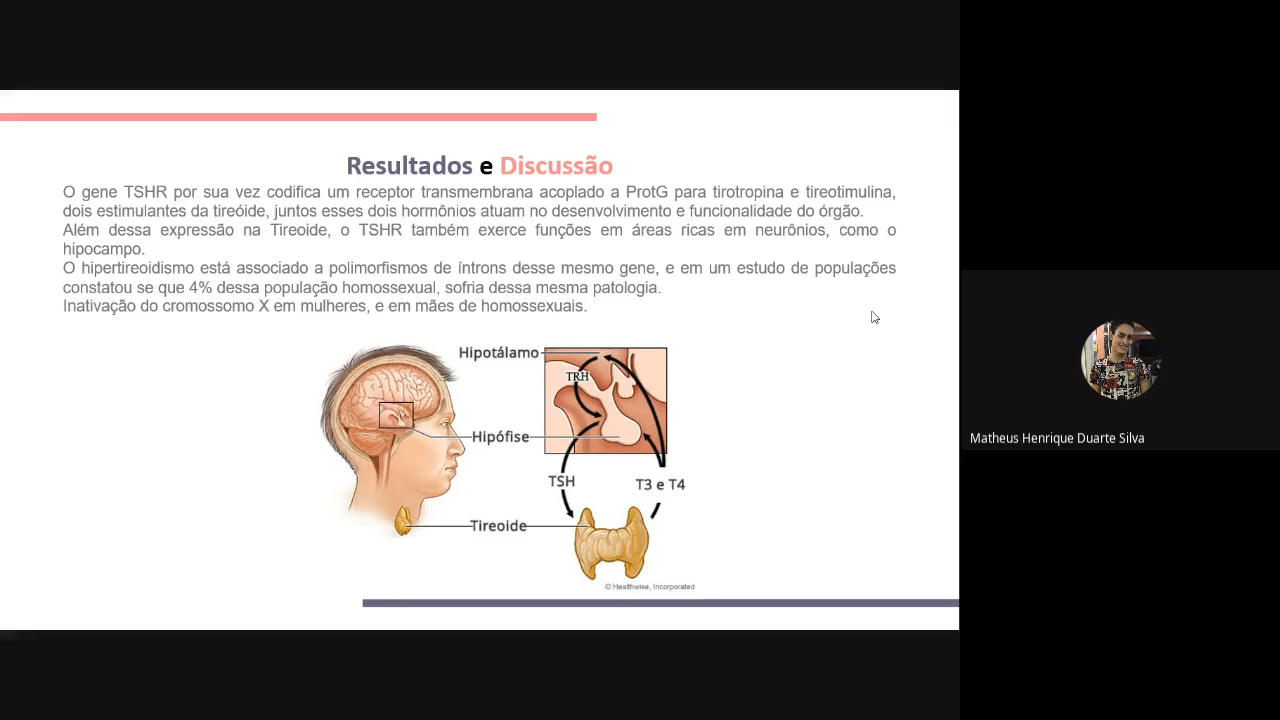 Resultados e Discussão
O gene TSHR por sua vez codifica um receptor transmembrana acoplado a ProtG para tirotropina e tireotimulina,
dois estimulantes da tireóide, juntos esses dois hormônios atuam no desenvolvimento e funcionalidade do órgão.
Além dessa expressão na Tireoide, o TSHR também exerce funções em áreas ricas em neurônios, como o
hipocampo.
O hipertireoidismo está associado a polimorfismos de íntrons desse mesmo gene, e em um estudo de populações
constatou se que 4% dessa população homossexual, sofria dessa mesma patologia.
Inativação do cromossomo X em mulheres, e em mães de homossexuais.
Hipotálamo
TRH
Hipófise
TSH
T3 e T4
Tireoide
© Healthwise, Incorporated
Matheus Henrique Duarte Silva